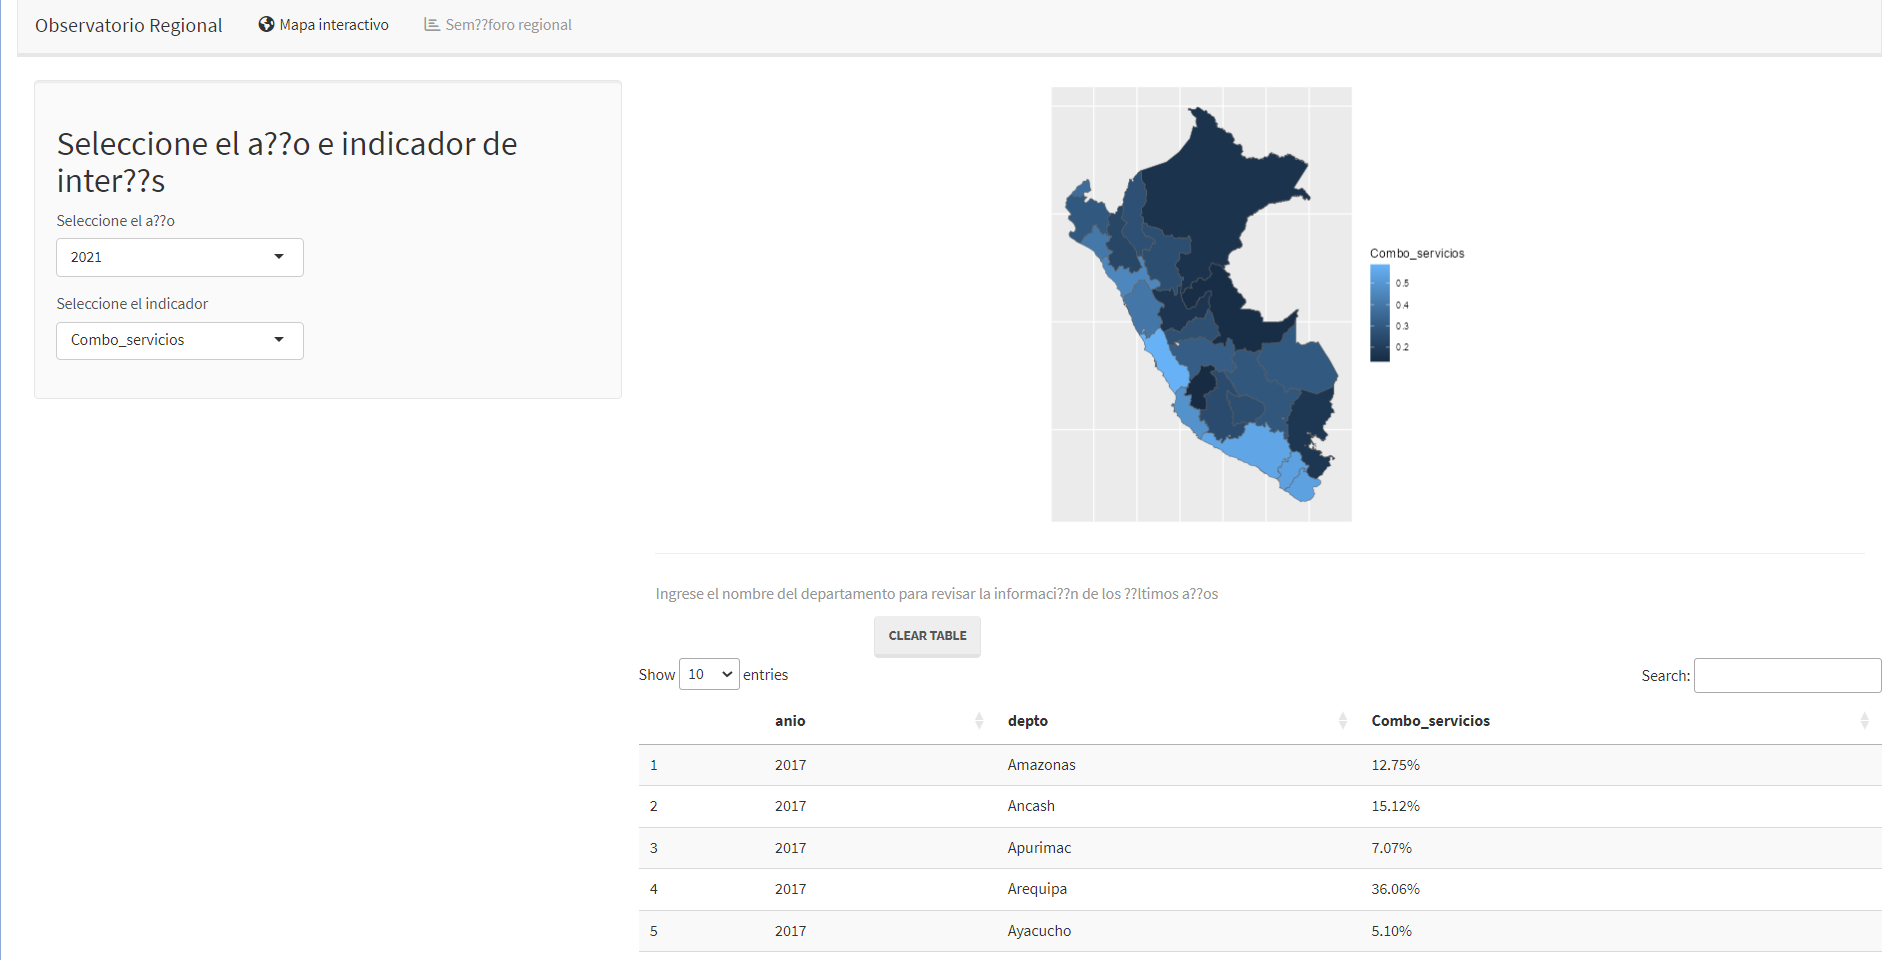 Observatorio Regional Mapa interactivo Sem??foro regional
Seleccione el a??o e indicador de
inter??s
Seleccione el a??o
2021
Seleccione el indicador
Combo_servicios
Combo_servicios
0.5
0.4
0.3
0.2
Ingrese el nombre del departamento para revisar la informaci??n de los ??ltimos a??os
CLEAR TABLE
Show 10 entries Search:
anio depto Combo_servicios
1 2017 Amazonas 12.75%
2 2017 Ancash 15.12%
3 2017 Apurimac 7.07%
4 2017 Arequipa 36.06%
5 2017 Ayacucho 5.10%